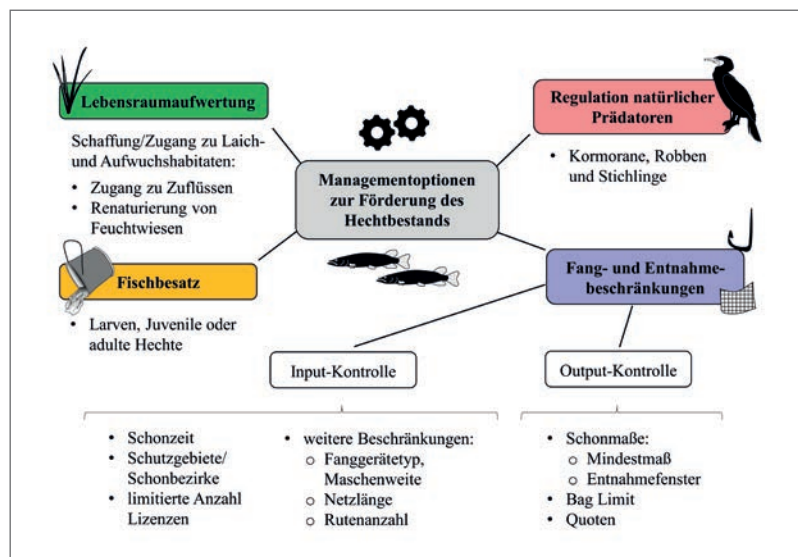 Lebensraumaufwertung
Schaffung/Zugang zu Laich-
und Aufwuchshabitaten:
• Zugang zu Zuflüssen
• Renaturierung von
Feuchtwiesen
Regulation natürlicher
Prädatoren
• Kormorane, Robben
und Stichlinge
Managementoptionen
zur Förderung des
Hechtbestands
Fischbesatz
• Larven, Juvenile oder
adulte Hechte
Fang- und Entnahme-
beschränkungen
Input-Kontrolle
• Schonzeit
• Schutzgebiete/
Schonbezirke
• limitierte Anzahl
Lizenzen
• weitere Beschränkungen:
o Fanggerätetyp,
Maschenweite
o Netzlänge
o Rutenanzahl
Output-Kontrolle
• Schonmaße:
o Mindestmaß
o Entnahmefenster
• Bag Limit
• Quoten